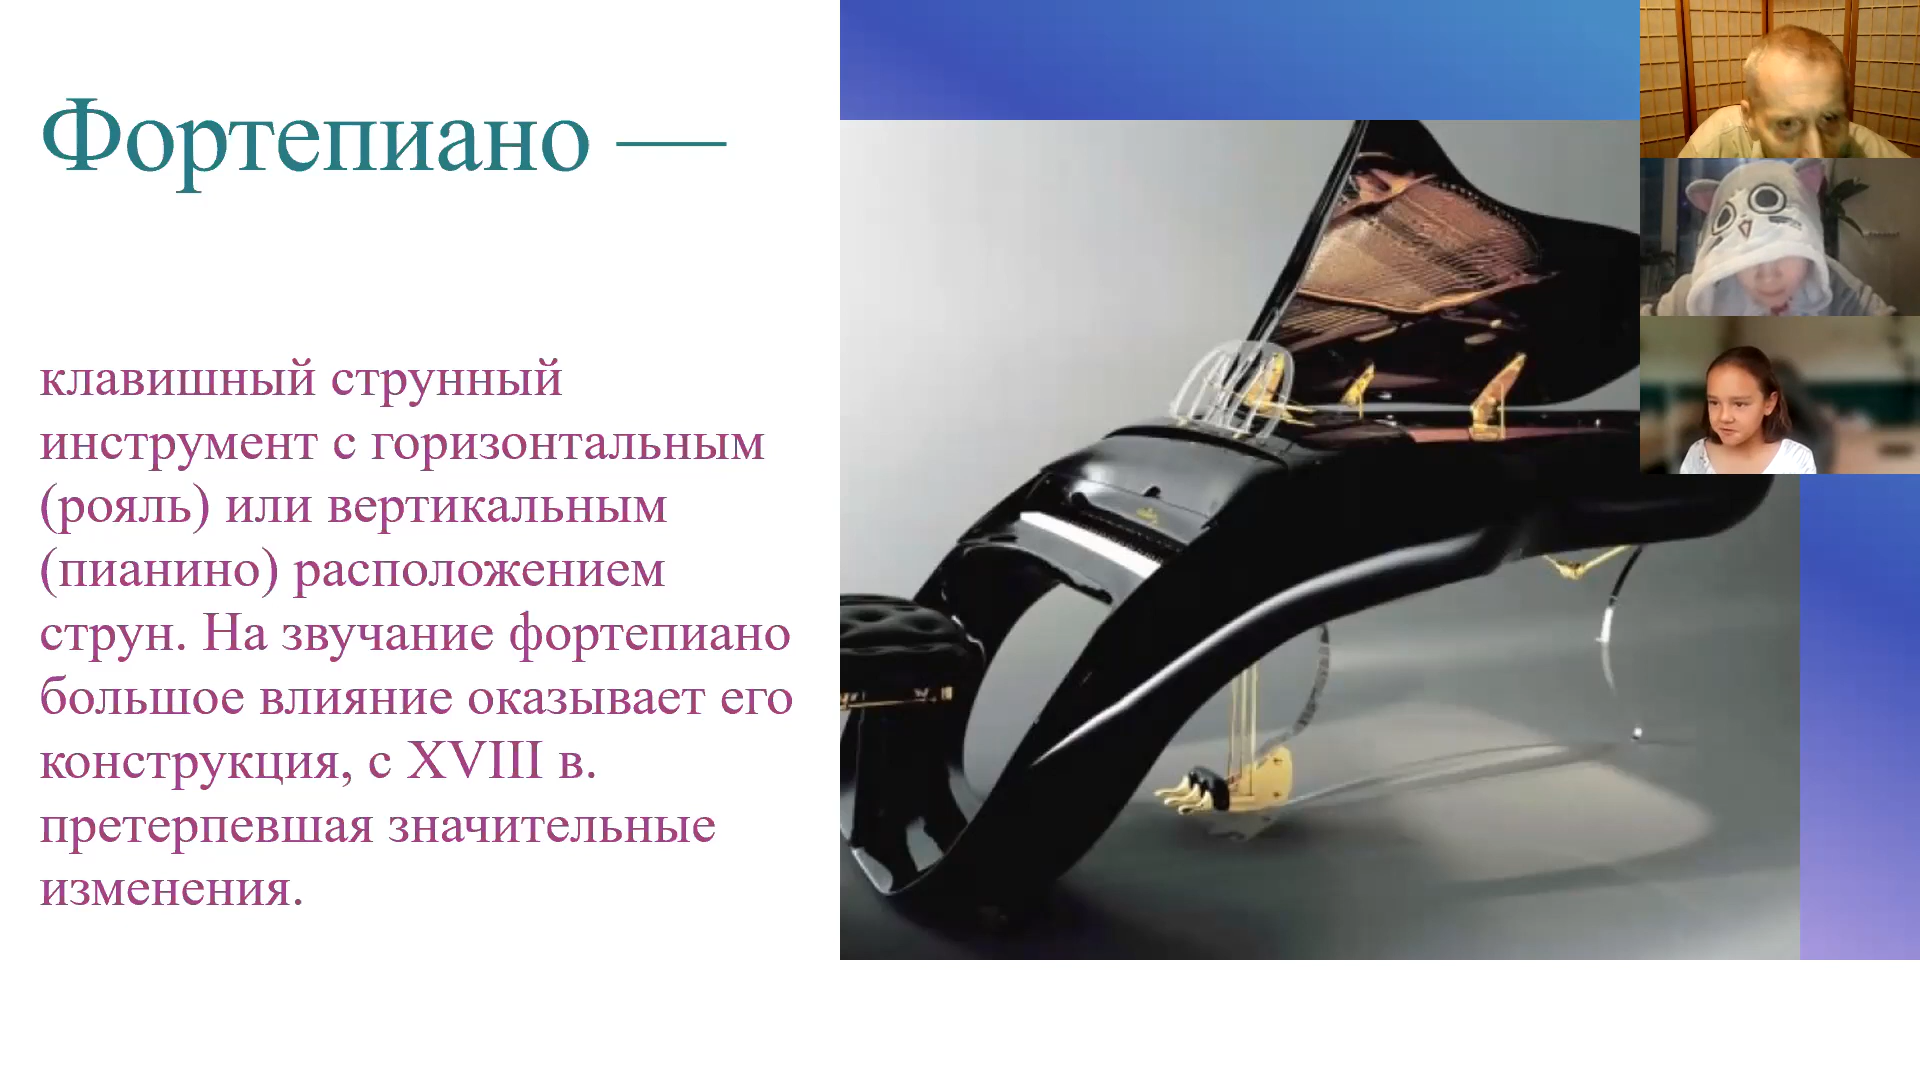 Фортепиано —
клавишный струнный
инструмент с горизонтальным
(рояль) или вертикальным
(пианино) расположением
струн. На звучание фортепиано
большое влияние оказывает его
конструкция, с XVIII в.
претерпевшая значительные
изменения.